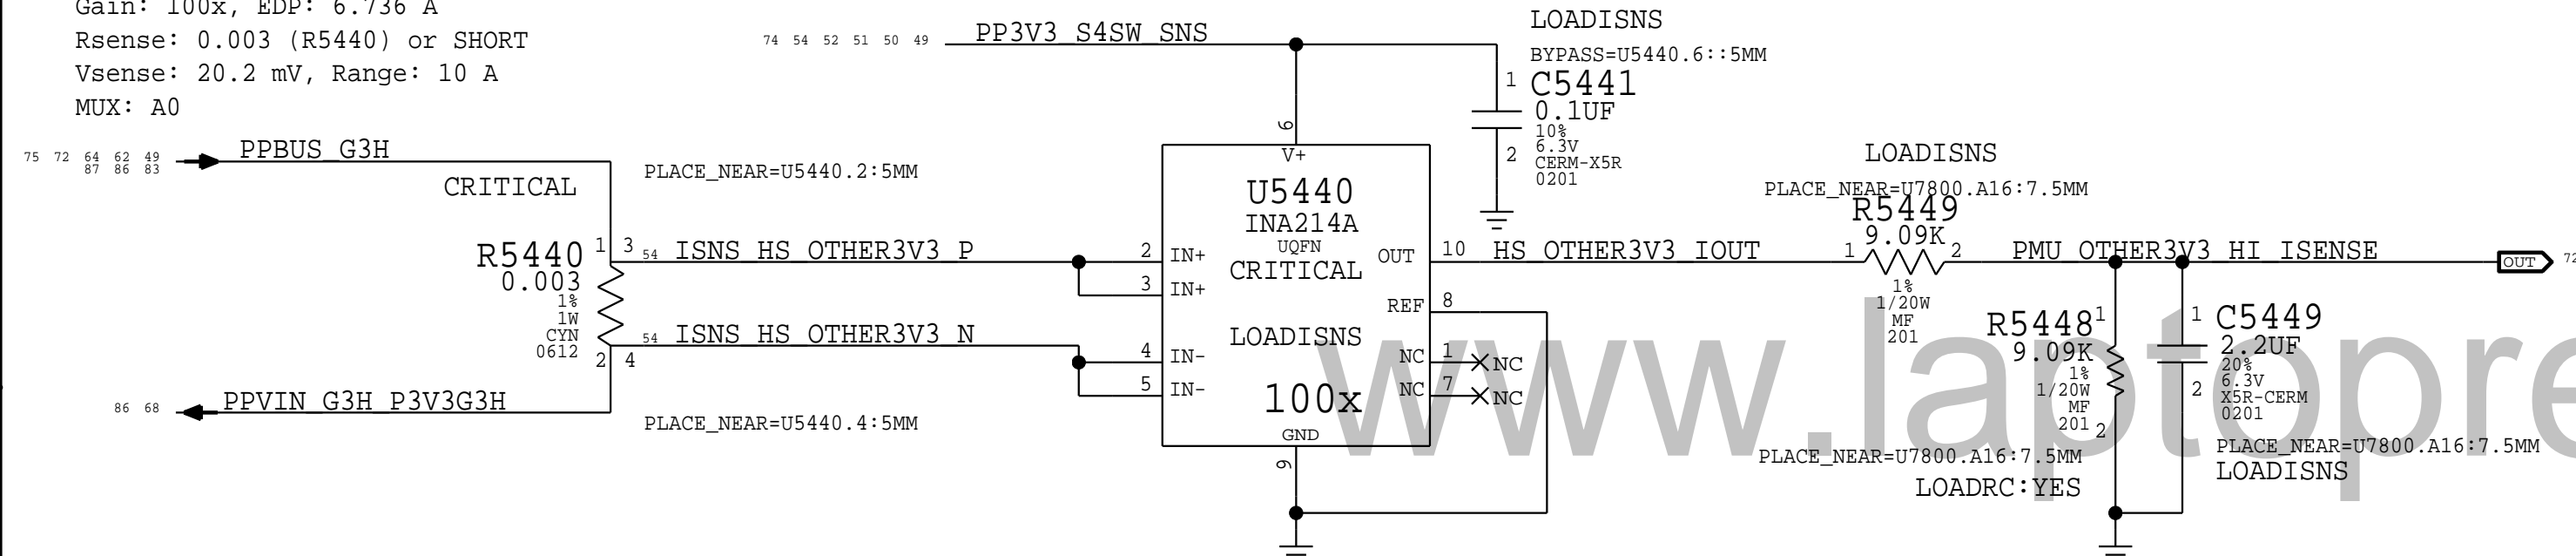 Gain: 100x, EDP: 6.736 A
Rsense: 0.003 (R5440) or SHORT
Vsense: 20.2 mV, Range: 10 A
MUX: A0
74 54 52 51 50 49
PP3V3_S4SW_SNS
LOADISNS
BYPASS=U5440.6::5MM
1
C5441
0.1UF
10%
6.3V
CERM-X5R
0201
2
75 72 64 62 49
87 86 83
PPBUS_G3H
CRITICAL
PLACE_NEAR=U5440.2:5MM
R5440
0.003
1%
1W
CYN
0612
1 3
2 4
54 ISNS_HS_OTHER3V3_P
54 ISNS_HS_OTHER3V3_N
86 68
PPVIN_G3H_P3V3G3H
PLACE_NEAR=U5440.4:5MM
6
V+
U5440
INA214A
UQFN
CRITICAL
LOADISNS
100x
2 IN+
3 IN+
4 IN-
5 IN-
OUT 10
REF 8
NC 1 NC
NC 7 NC
GND
9
HS_OTHER3V3_IOUT
LOADISNS
PLACE_NEAR=U7800.A16:7.5MM
R5449
9.09K
1 2
1%
1/20W
MF
201
PMU_OTHER3V3_HI_ISENSE
OUT
72
R5448
9.09K
1%
1/20W
MF
201
1
2
PLACE_NEAR=U7800.A16:7.5MM
LOADRC:YES
1
C5449
2.2UF
20%
6.3V
X5R-CERM
0201
2
PLACE_NEAR=U7800.A16:7.5MM
LOADISNS
www.laptopre